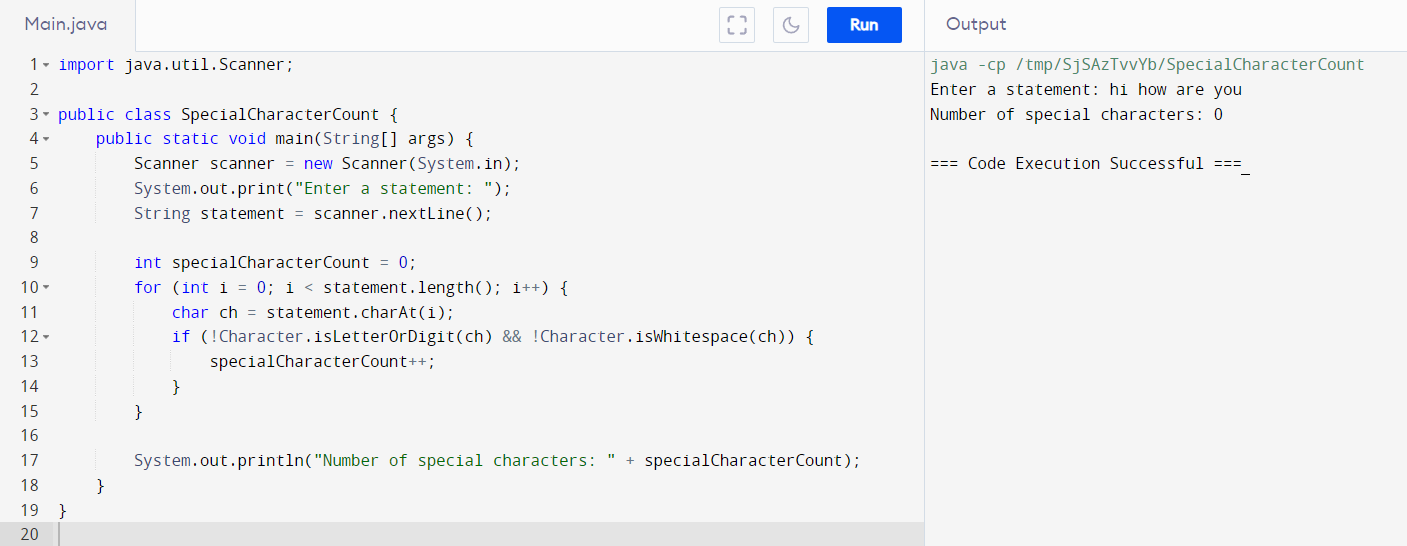 Main.java
Run
Output
1 import java.util.Scanner;
2
3 public class SpecialCharacterCount {
4     public static void main(String[] args) {
5         Scanner scanner = new Scanner(System.in);
6         System.out.print("Enter a statement: ");
7         String statement = scanner.nextLine();
8
9         int specialCharacterCount = 0;
10         for (int i = 0; i < statement.length(); i++) {
11             char ch = statement.charAt(i);
12             if (!Character.isLetterOrDigit(ch) && !Character.isWhitespace(ch)) {
13                 specialCharacterCount++;
14             }
15         }
16
17         System.out.println("Number of special characters: " + specialCharacterCount);
18     }
19 }
20
java -cp /tmp/SjSAzTvvYb/SpecialCharacterCount
Enter a statement: hi how are you
Number of special characters: 0
=== Code Execution Successful ===